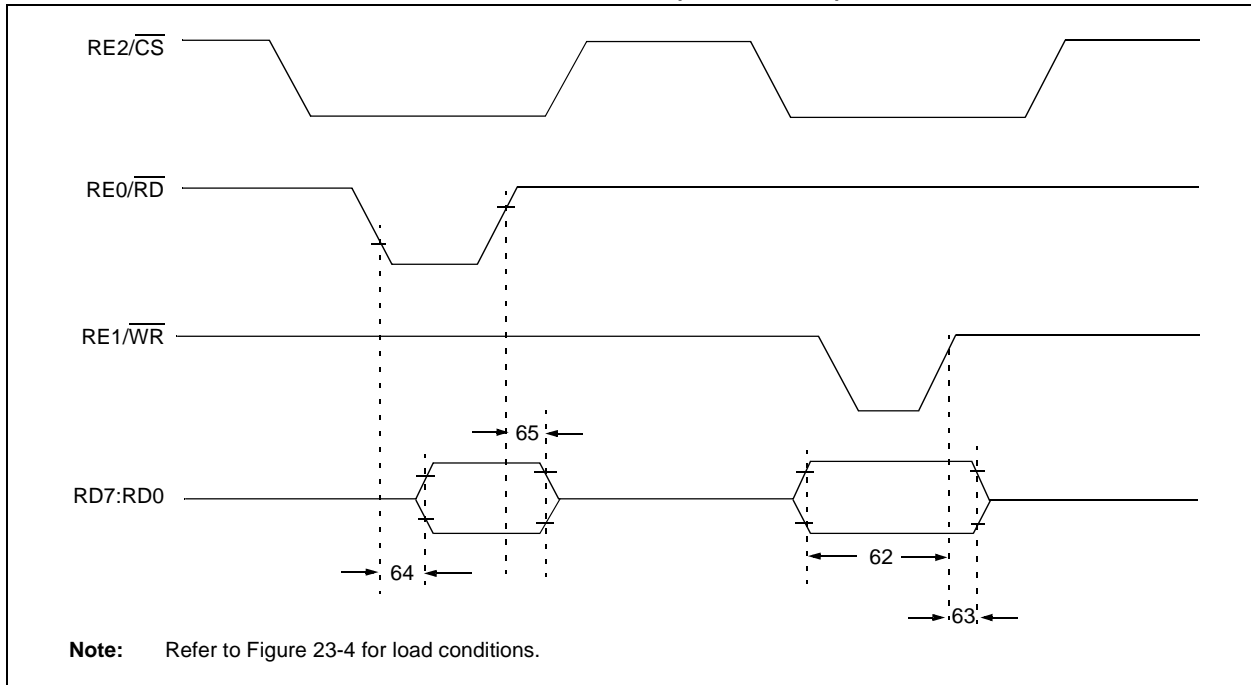 RE2/CS
RE0/RD
RE1/WR
65
RD7:RD0
62
64
63
Note: Refer to Figure 23-4 for load conditions.